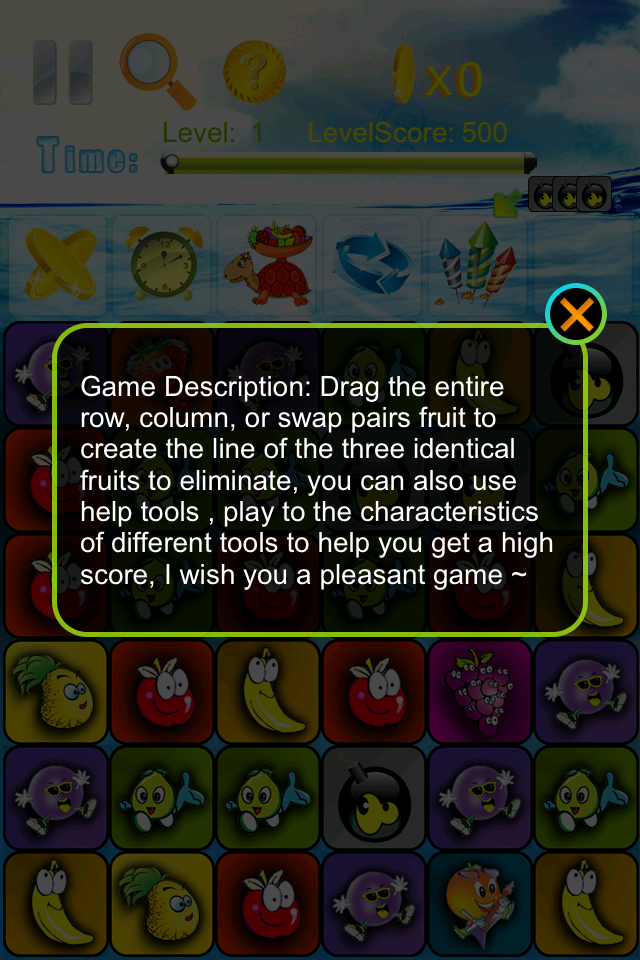 ?
x0
Level: 1 LevelScore: 500
Time:
Game Description: Drag the entire
row, column, or swap pairs fruit to
create the line of the three identical
fruits to eliminate, you can also use
help tools , play to the characteristics
of different tools to help you get a high
score, I wish you a pleasant game ~